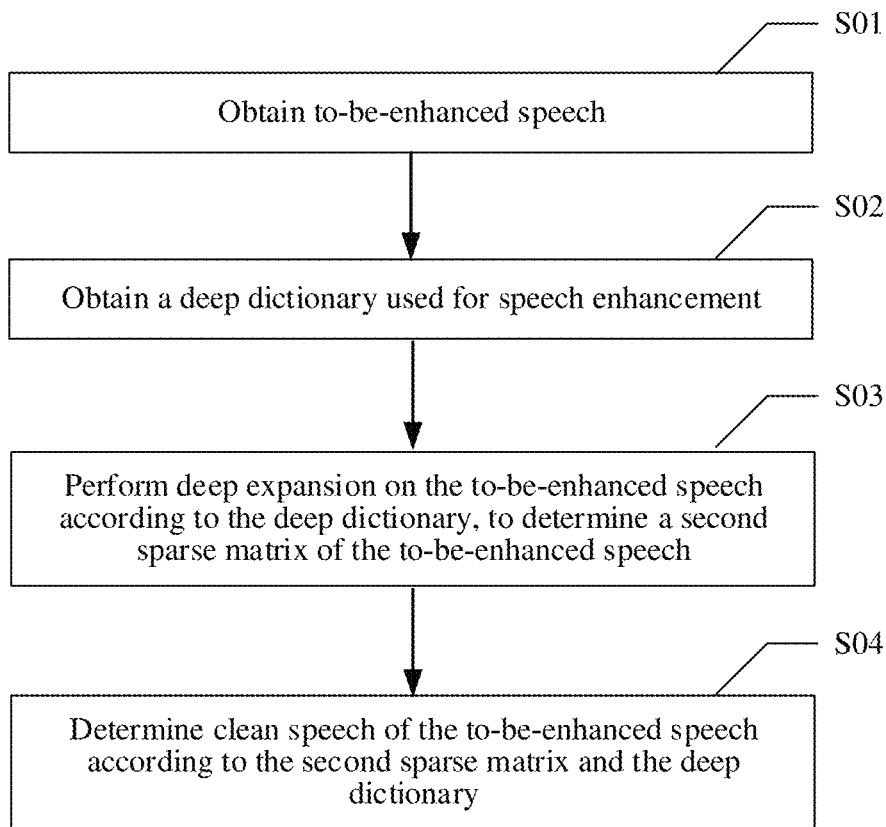 S01
Obtain to-be-enhanced speech
S02
Obtain a deep dictionary used for speech enhancement
S03
Perform deep expansion on the to-be-enhanced speech
according to the deep dictionary, to determine a second
sparse matrix of the to-be-enhanced speech
S04
Determine clean speech of the to-be-enhanced speech
according to the second sparse matrix and the deep
dictionary